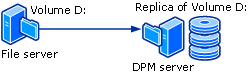 Volume D:
Replica of Volume D:
File server
DPM server